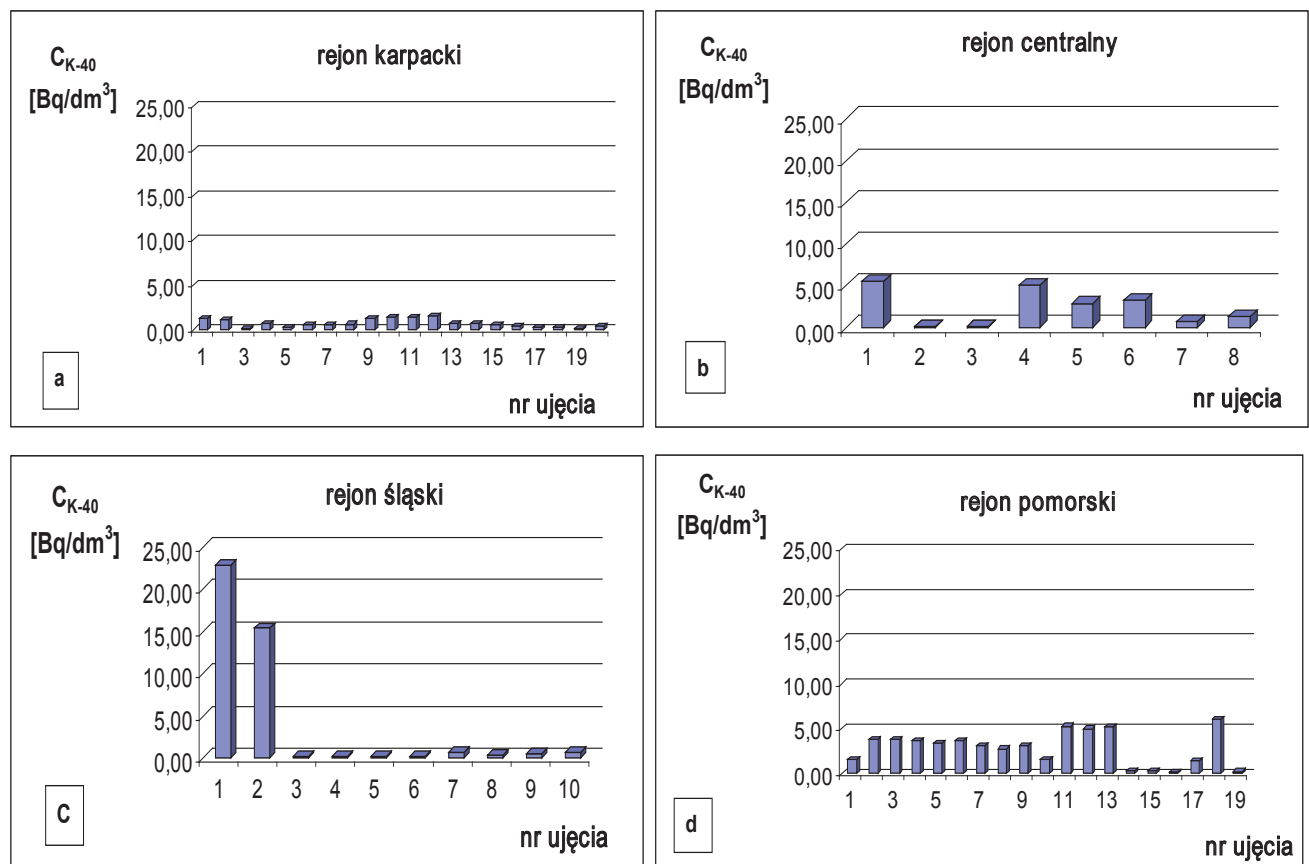 C K-40
[Bq/dm³]
rejon karpacki
25,00
20,00
15,00
10,00
5,00
0,00
1 3 5 7 9 11 13 15 17 19
nr ujęcia
a
C K-40
[Bq/dm³]
rejon centralny
25,00
20,00
15,00
10,00
5,00
0,00
1 2 3 4 5 6 7 8
nr ujęcia
b
C K-40
[Bq/dm³]
rejon śląski
25,00
20,00
15,00
10,00
5,00
0,00
1 2 3 4 5 6 7 8 9 10
nr ujęcia
C
C K-40
[Bq/dm³]
rejon pomorski
25,00
20,00
15,00
10,00
5,00
0,00
1 3 5 7 9 11 13 15 17 19
nr ujęcia
d